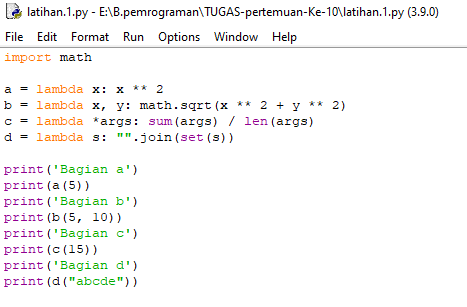 latihan.1.py - E:\B.pemrograman\TUGAS-pertemuan-Ke-10\latihan.1.py (3.9.0)
File Edit Format Run Options Window Help
import math

a = lambda x: x ** 2
b = lambda x, y: math.sqrt(x ** 2 + y ** 2)
c = lambda *args: sum(args) / len(args)
d = lambda s: "".join(set(s))

print('Bagian a')
print(a(5))
print('Bagian b')
print(b(5, 10))
print('Bagian c')
print(c(15))
print('Bagian d')
print(d("abcde"))